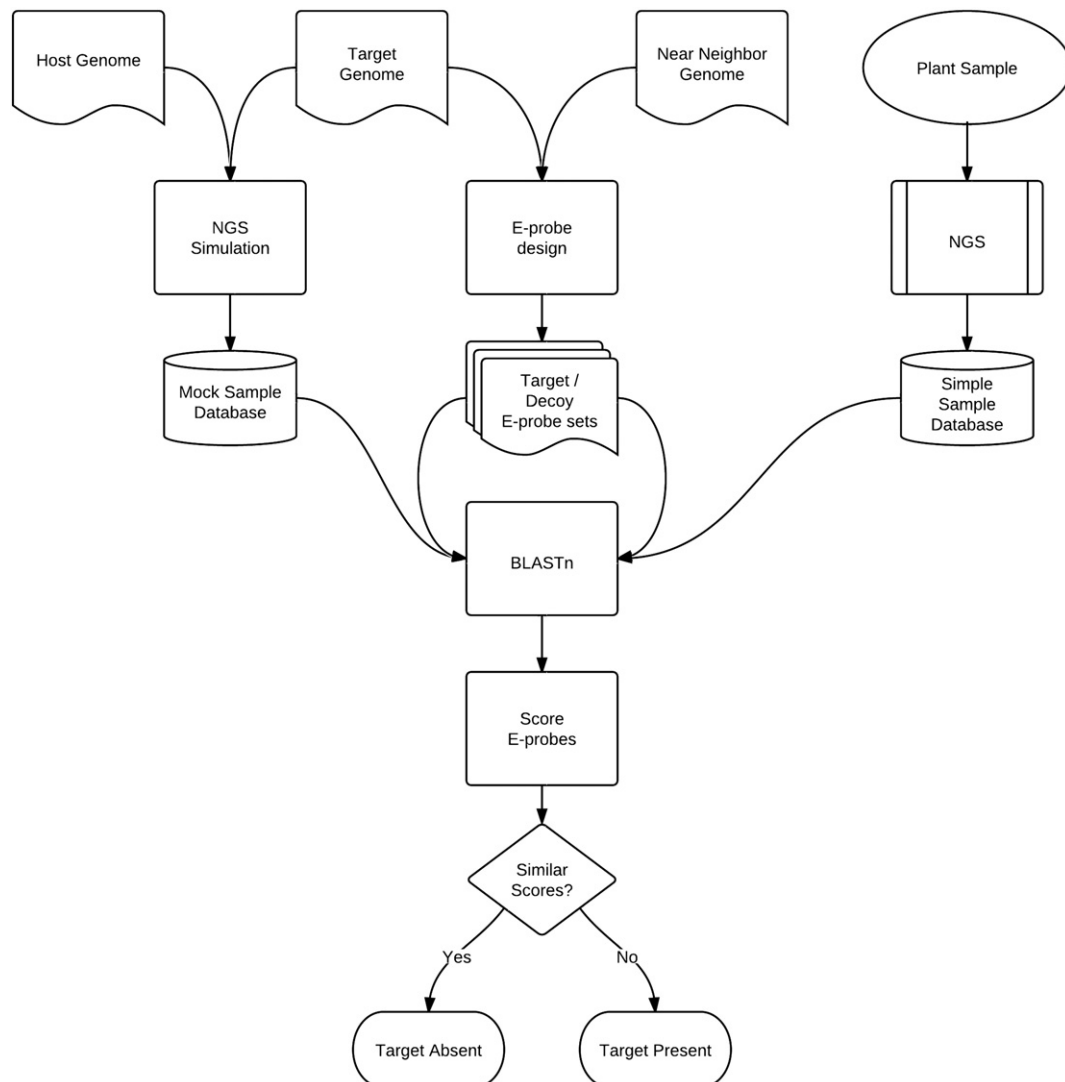 Host Genome
Target
Genome
Near Neighbor
Genome
Plant Sample
NGS
Simulation
E-probe
design
NGS
Mock Sample
Database
Target /
Decoy
E-probe sets
Simple
Sample
Database
BLASTn
Score
E-probes
Similar
Scores?
Yes
No
Target Absent
Target Present